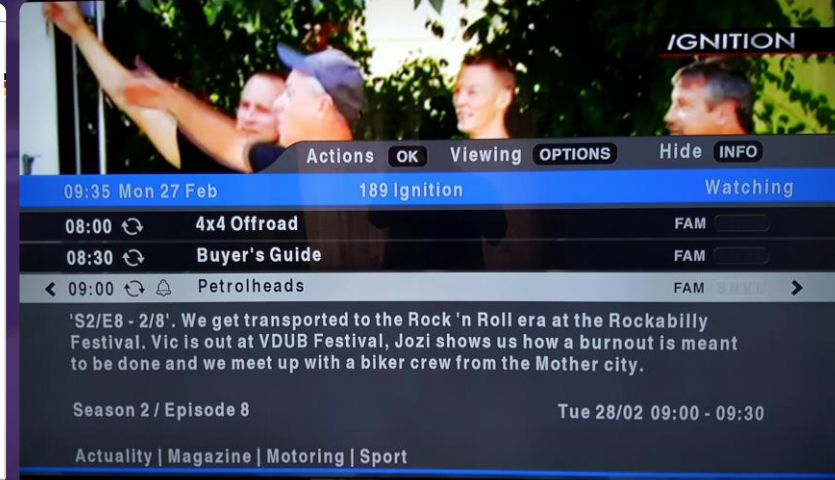 IGNITION
Actions OK Viewing OPTIONS Hide INFO
09:35 Mon 27 Feb 189 Ignition Watching
08:00 4x4 Offroad FAM
08:30 Buyer's Guide FAM
09:00 Petrolheads FAM SNVL
'S2/E8 - 2/8'. We get transported to the Rock 'n Roll era at the Rockabilly
Festival. Vic is out at VDUB Festival, Jozi shows us how a burnout is meant
to be done and we meet up with a biker crew from the Mother city.
Season 2 / Episode 8 Tue 28/02 09:00 - 09:30
Actuality | Magazine | Motoring | Sport